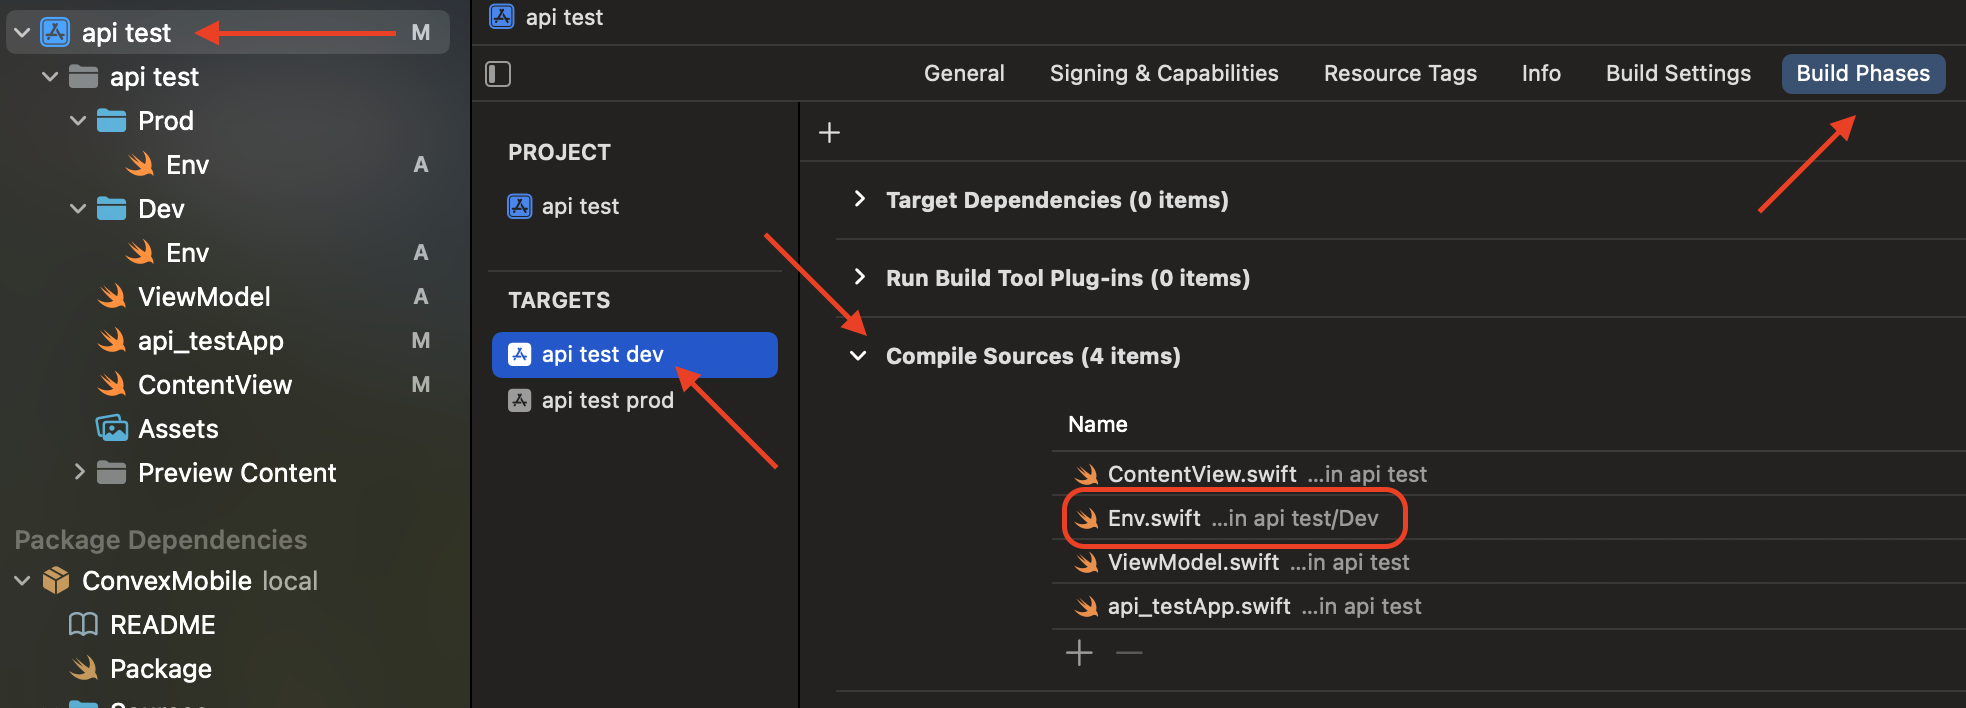 api test M
api test
Prod
Env A
Dev
Env A
ViewModel A
api_testApp M
ContentView M
Assets
Preview Content
Package Dependencies
ConvexMobile local
README
Package
Sources
api test
General Signing & Capabilities Resource Tags Info Build Settings Build Phases
PROJECT
api test
TARGETS
api test dev
api test prod
Target Dependencies (0 items)
Run Build Tool Plug-ins (0 items)
Compile Sources (4 items)
Name
ContentView.swift ...in api test
Env.swift ...in api test/Dev
ViewModel.swift ...in api test
api_testApp.swift ...in api test